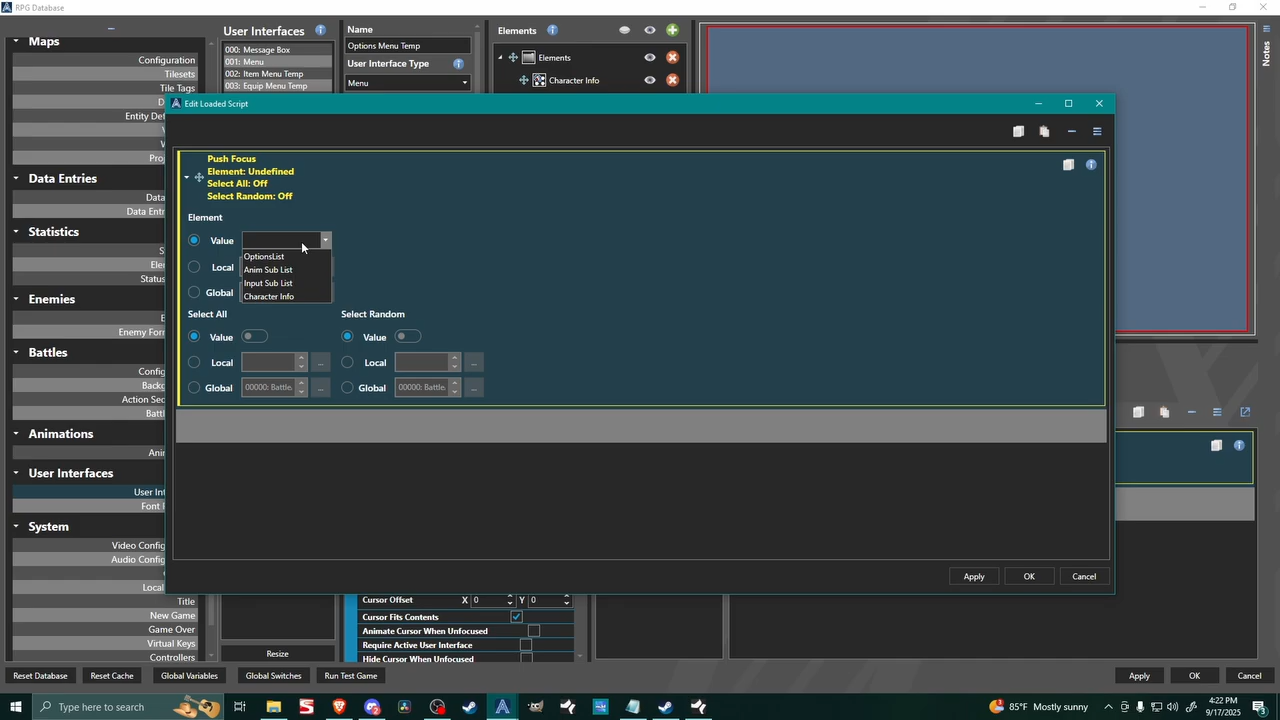 RPG Database
Maps
Configuration
Tilesets
Tile Tags
Entity Det
Data Entries
Data Entr
Statistics
Status
Enemies
Enemy Form
Battles
Config
Backg
Action Sec
Battl
Animations
User Interfaces
User Int
Font F
System
Video Config
Audio Config
Local
Title
New Game
Game Over
Virtual Keys
Controllers
User Interfaces
000: Message Box
001: Menu
002: Item Menu Temp
003: Equip Menu Temp
Resize
Name
Options Menu Temp
User Interface Type
Menu
Elements
Elements
Character Info
Notes
Edit Loaded Script
Push Focus
Element: Undefined
Select All: Off
Select Random: Off
Element
Value
OptionsList
Anim Sub List
Input Sub List
Character Info
Local
Global
Select All
Value
Local
...
Global
00000: Battle.
...
Select Random
Value
Local
...
Global
00000: Battle.
...
Apply
OK
Cancel
Cursor Offset X 0 Y 0
Cursor Fits Contents
Animate Cursor When Unfocused
Require Active User Interface
Hide Cursor When Unfocused
Reset Database
Reset Cache
Global Variables
Global Switches
Run Test Game
Apply
OK
Cancel
Type here to search
85°F Mostly sunny
4:22 PM
9/17/2025